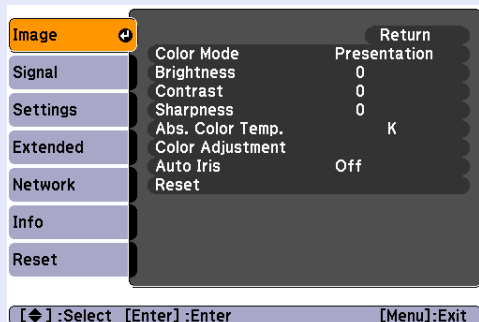 Image
Signal
Settings
Extended
Network
Info
Reset
Return
Color Mode Presentation
Brightness 0
Contrast 0
Sharpness 0
Abs. Color Temp. K
Color Adjustment
Auto Iris Off
Reset
[◆] :Select [Enter] :Enter [Menu]:Exit